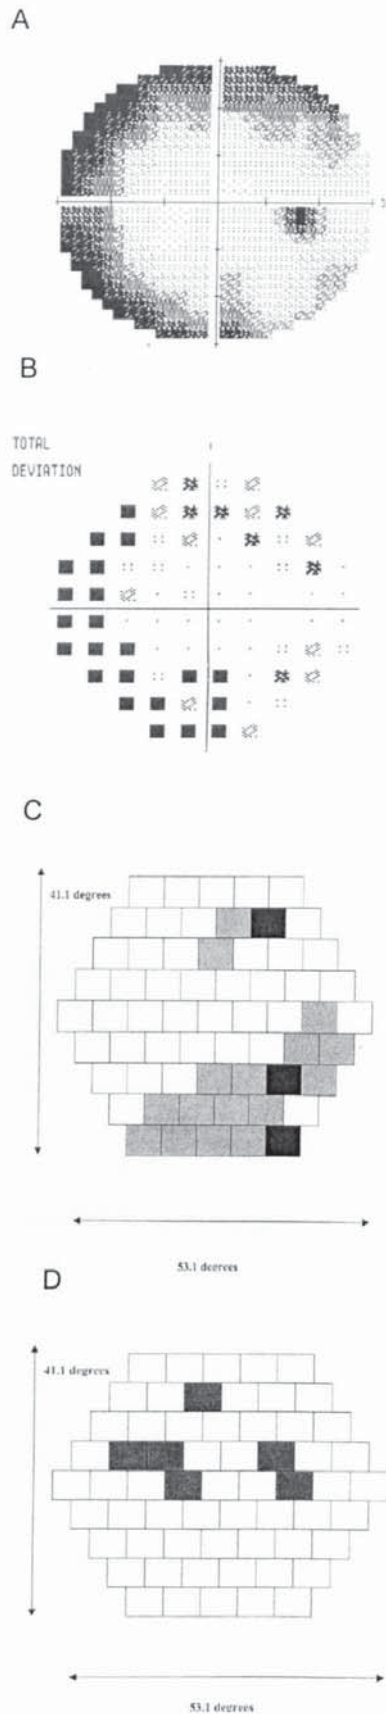 A
B
TOTAL
DEVIATION
C
41.1 degrees
53.1 degrees
D
41.1 degrees
53.1 degrees